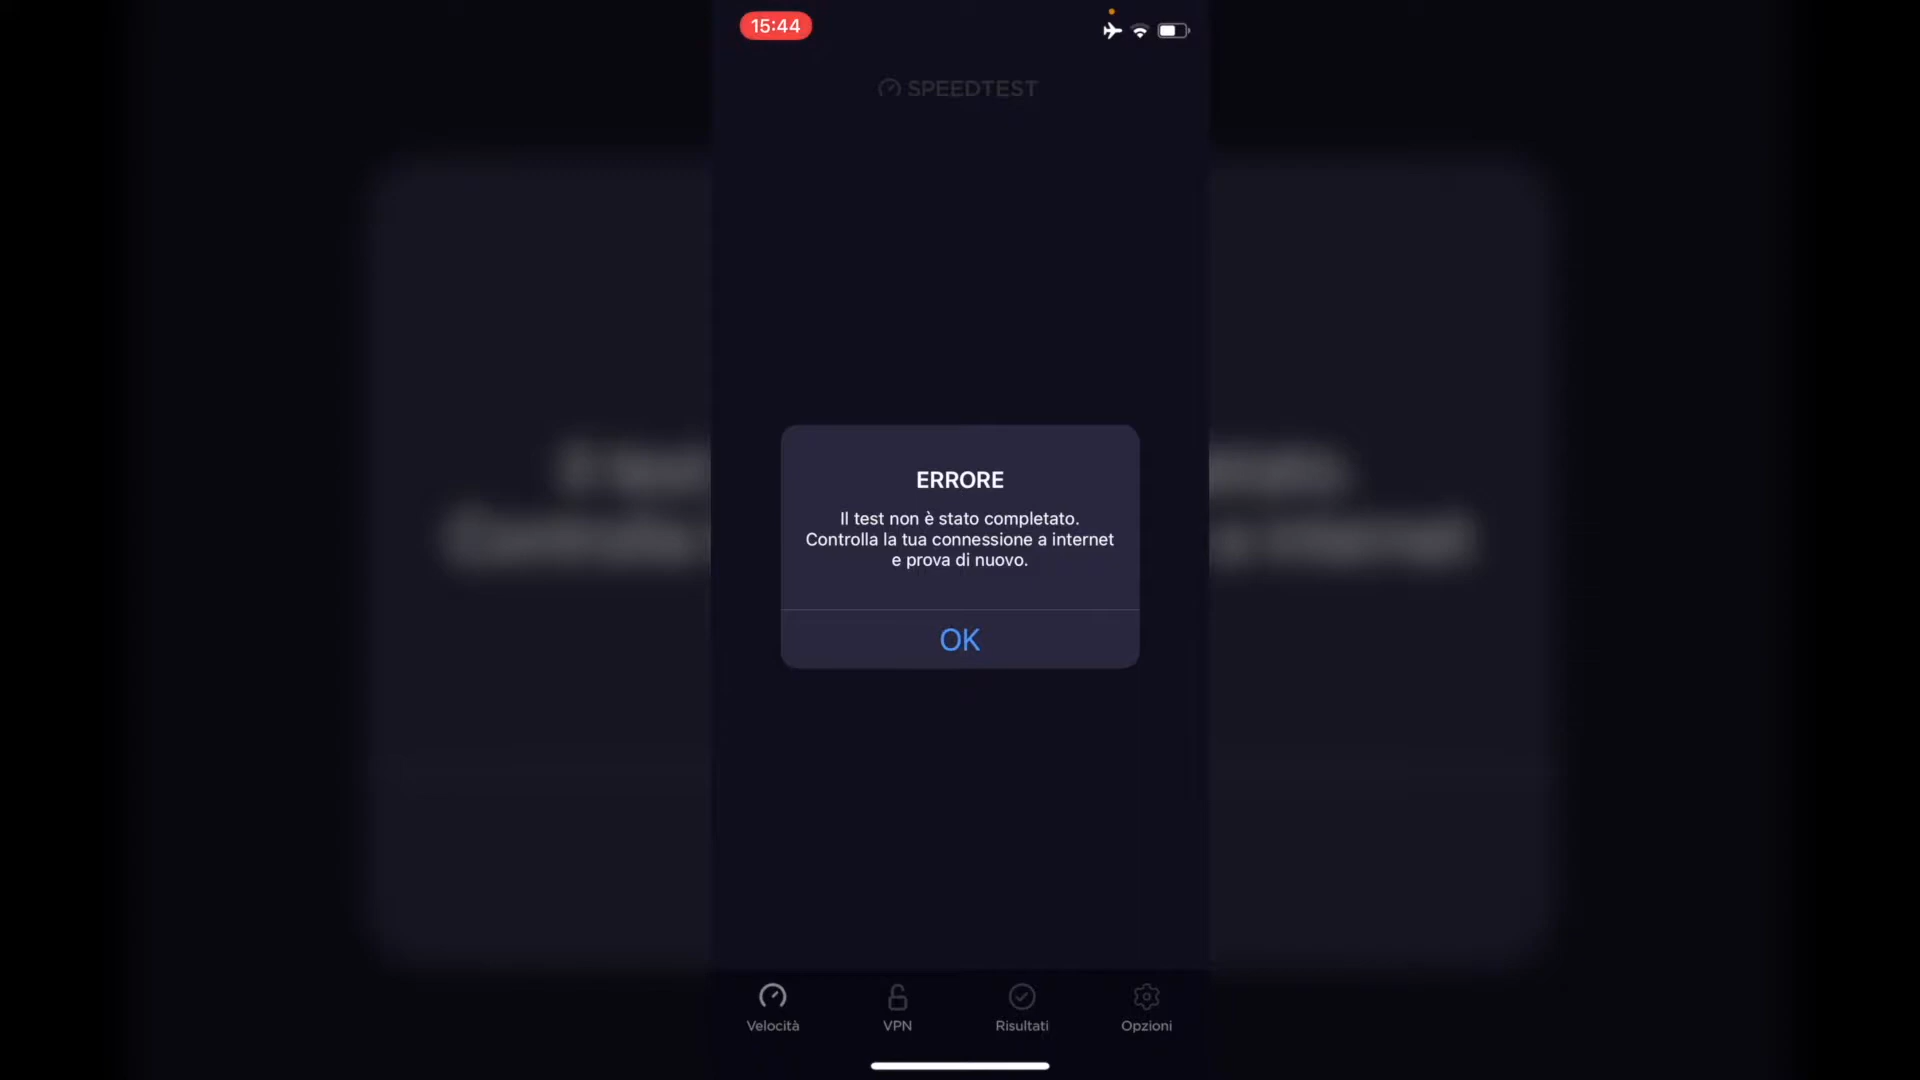 15:44
SPEEDTEST
ERRORE
Il test non è stato completato.
Controlla la tua connessione a internet
e prova di nuovo.
OK
Velocità
VPN
Risultati
Opzioni